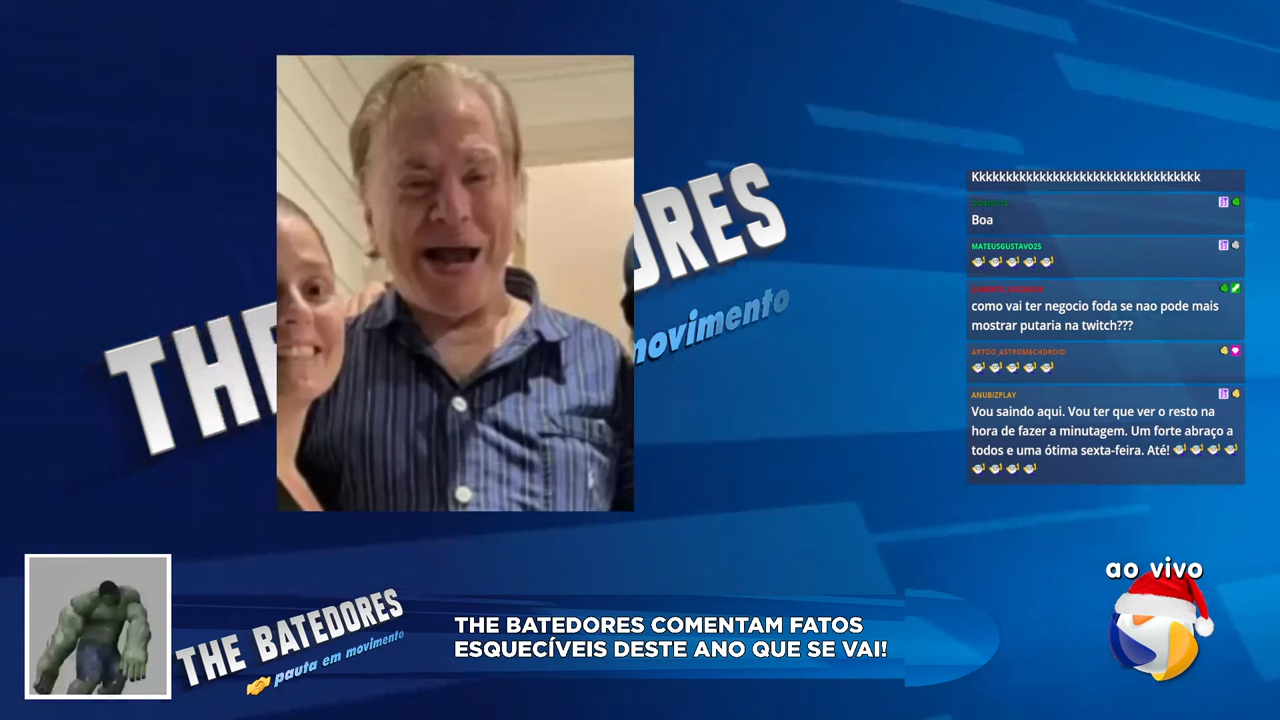 THE
DORES
movimento
Kkkkkkkkkkkkkkkkkkkkkkkkkkkkkkkkkk
Boa
MATEUSGUSTAVO25
como vai ter negocio foda se nao pode mais
mostrar putaria na twitch???
ARTOO_ASTROMECHDROID
ANUBIZPLAY
Vou saindo aqui. Vou ter que ver o resto na
hora de fazer a minutagem. Um forte abraço a
todos e uma ótima sexta-feira. Até!
ao vivo
THE BATEDORES
pauta em movimento
THE BATEDORES COMENTAM FATOS
ESQUECÍVEIS DESTE ANO QUE SE VAI!